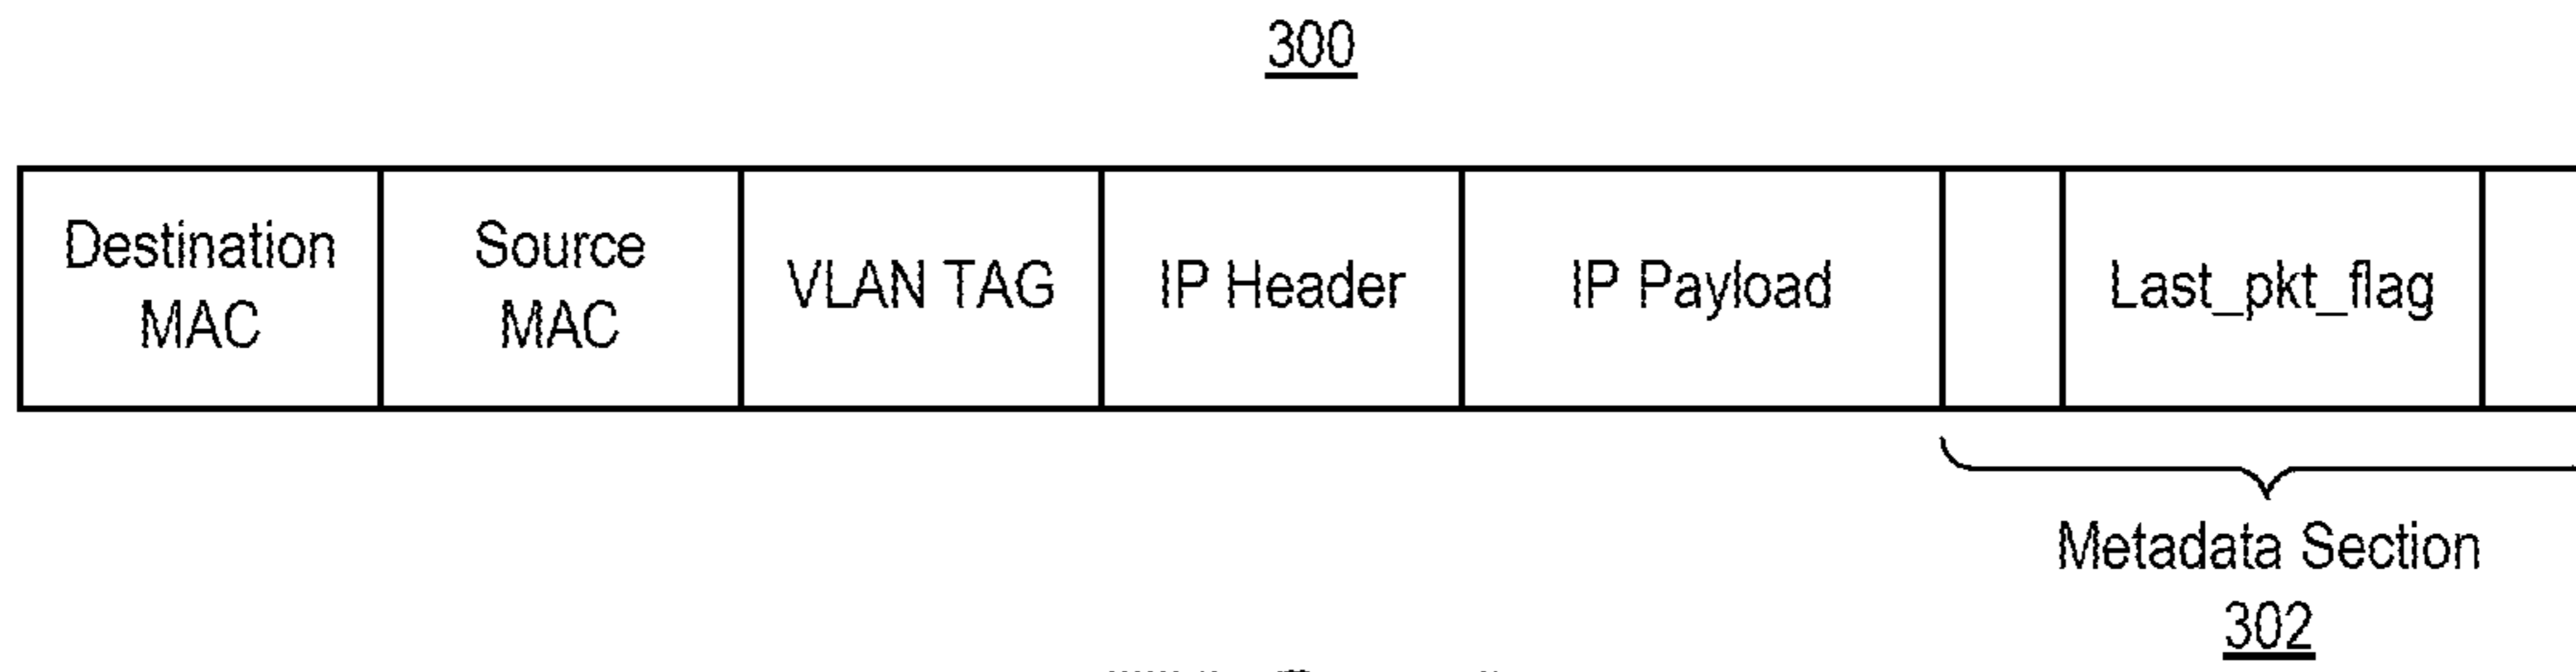 300
Destination MAC
Source MAC
VLAN TAG
IP Header
IP Payload
Last_pkt_flag
Metadata Section
302